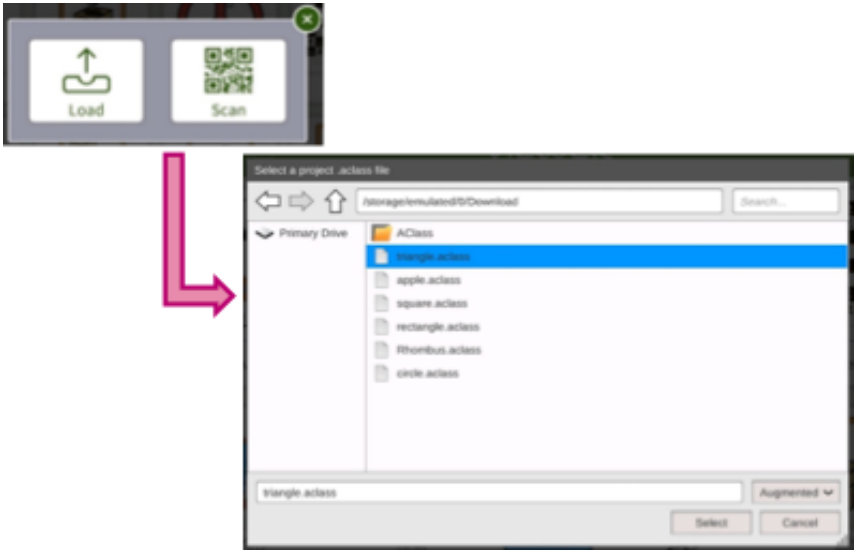 Load
Scan
Select a project .aclass file
/storage/emulated/0/Download
Search...
Primary Drive
AClass
triangle.aclass
apple.aclass
square.aclass
rectangle.aclass
Rhombus.aclass
circle.aclass
triangle.aclass
Augmented
Select
Cancel